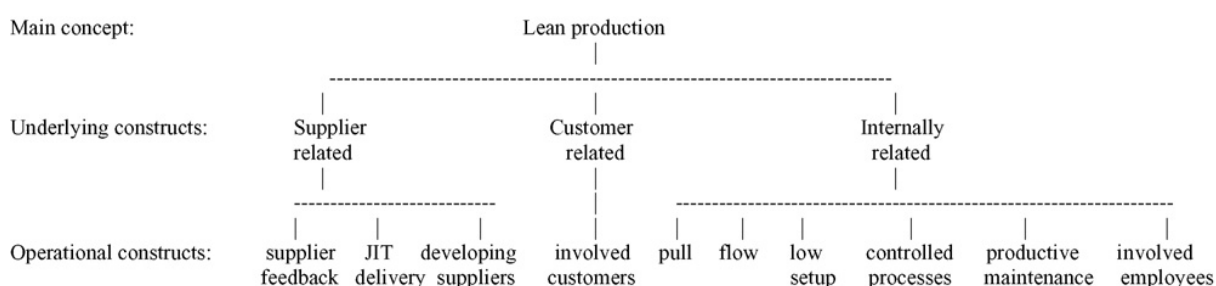 Main concept: Lean production
Underlying constructs: Supplier Customer Internally
related related related
Operational constructs: supplier JIT developing involved pull flow low controlled productive involved
feedback delivery suppliers customers setup processes maintenance employees